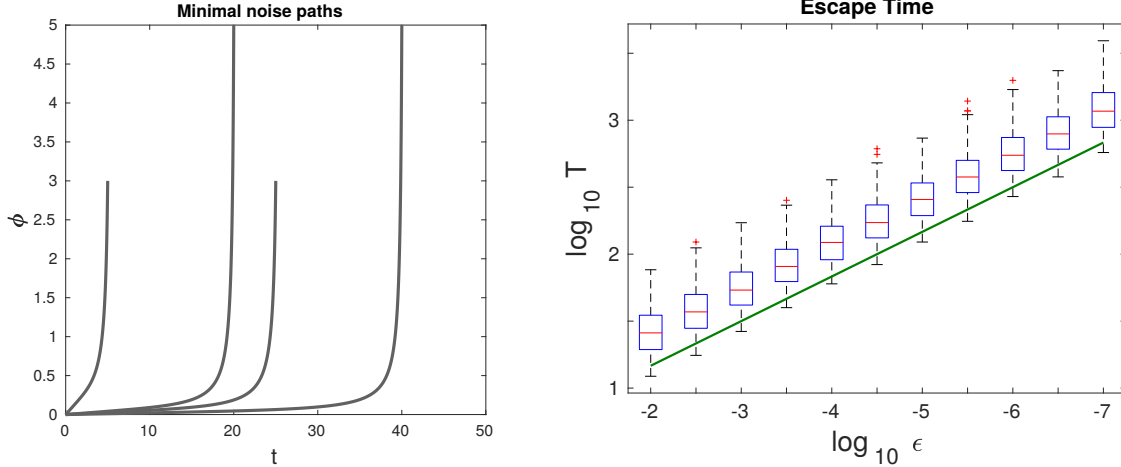 Minimal noise paths
5
4.5
4
3.5
3
2.5
2
1.5
1
0.5
0
ϕ
0 10 20 30 40 50
t
Escape Time
3
2
1
log 10 T
-2 -3 -4 -5 -6 -7
log 10 ϵ